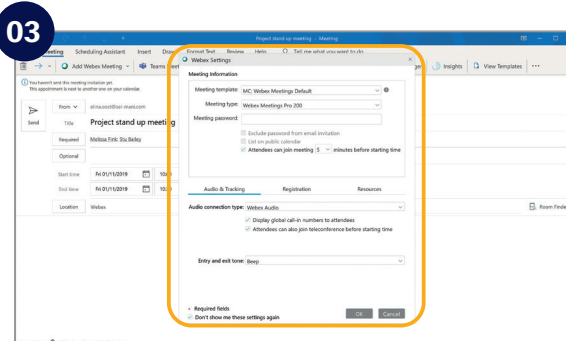 03
Project stand up meeting - Meeting
Meeting Scheduling Assistant Insert Draw Format Text Review Help Tell me what you want to do
Add Webex Meeting Teams Meeting Insights View Templates
You haven't sent this meeting invitation yet.
This appointment is next to another one on your calendar.
Send
From
Title Project stand up meeting
Required Melissa Fink; Stu Bailey
Optional
Start time Fri 01/11/2019
End time Fri 01/11/2019
Location Webex
Room Finder
Webex Settings
Meeting Information
Meeting template: MC: Webex Meetings Default
Meeting type: Webex Meetings Pro 200
Meeting password:
Exclude password from email invitation
List on public calendar
Attendees can join meeting 5 minutes before starting time
Audio & Tracking Registration Resources
Audio connection type: Webex Audio
Display global call-in numbers to attendees
Attendees can also join teleconference before starting time
Entry and exit tone: Beep
Required fields
Don't show me these settings again
OK Cancel